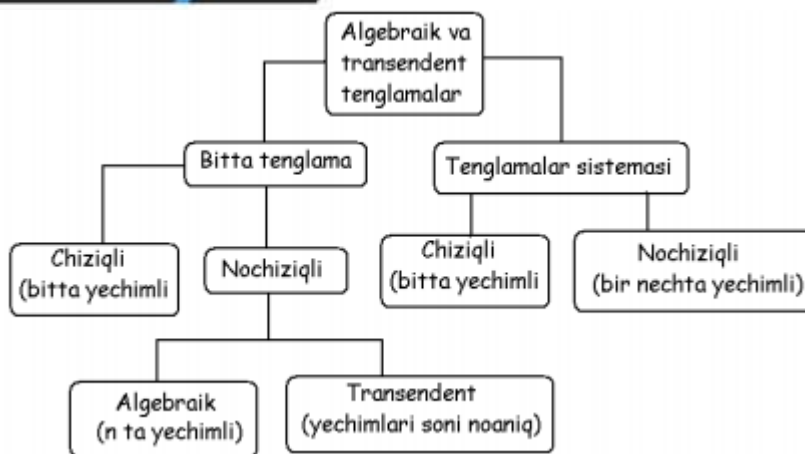 Algebraik va
transendent
tenglamalar
Bitta tenglama
Tenglamalar sistemasi
Chiziqli
(bitta yechimli
Nochiziqli
Chiziqli
(bitta yechimli
Nochiziqli
(bir nechta yechimli)
Algebraik
(n ta yechimli)
Transendent
(yechimlari soni noaniq)